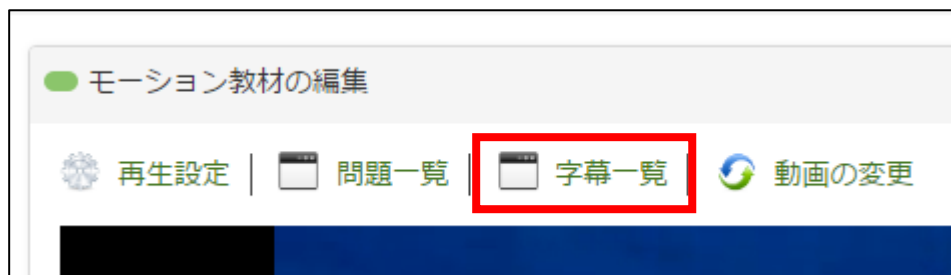 モーション教材の編集
再生設定 | 問題一覧 | 字幕一覧 | 動画の変更